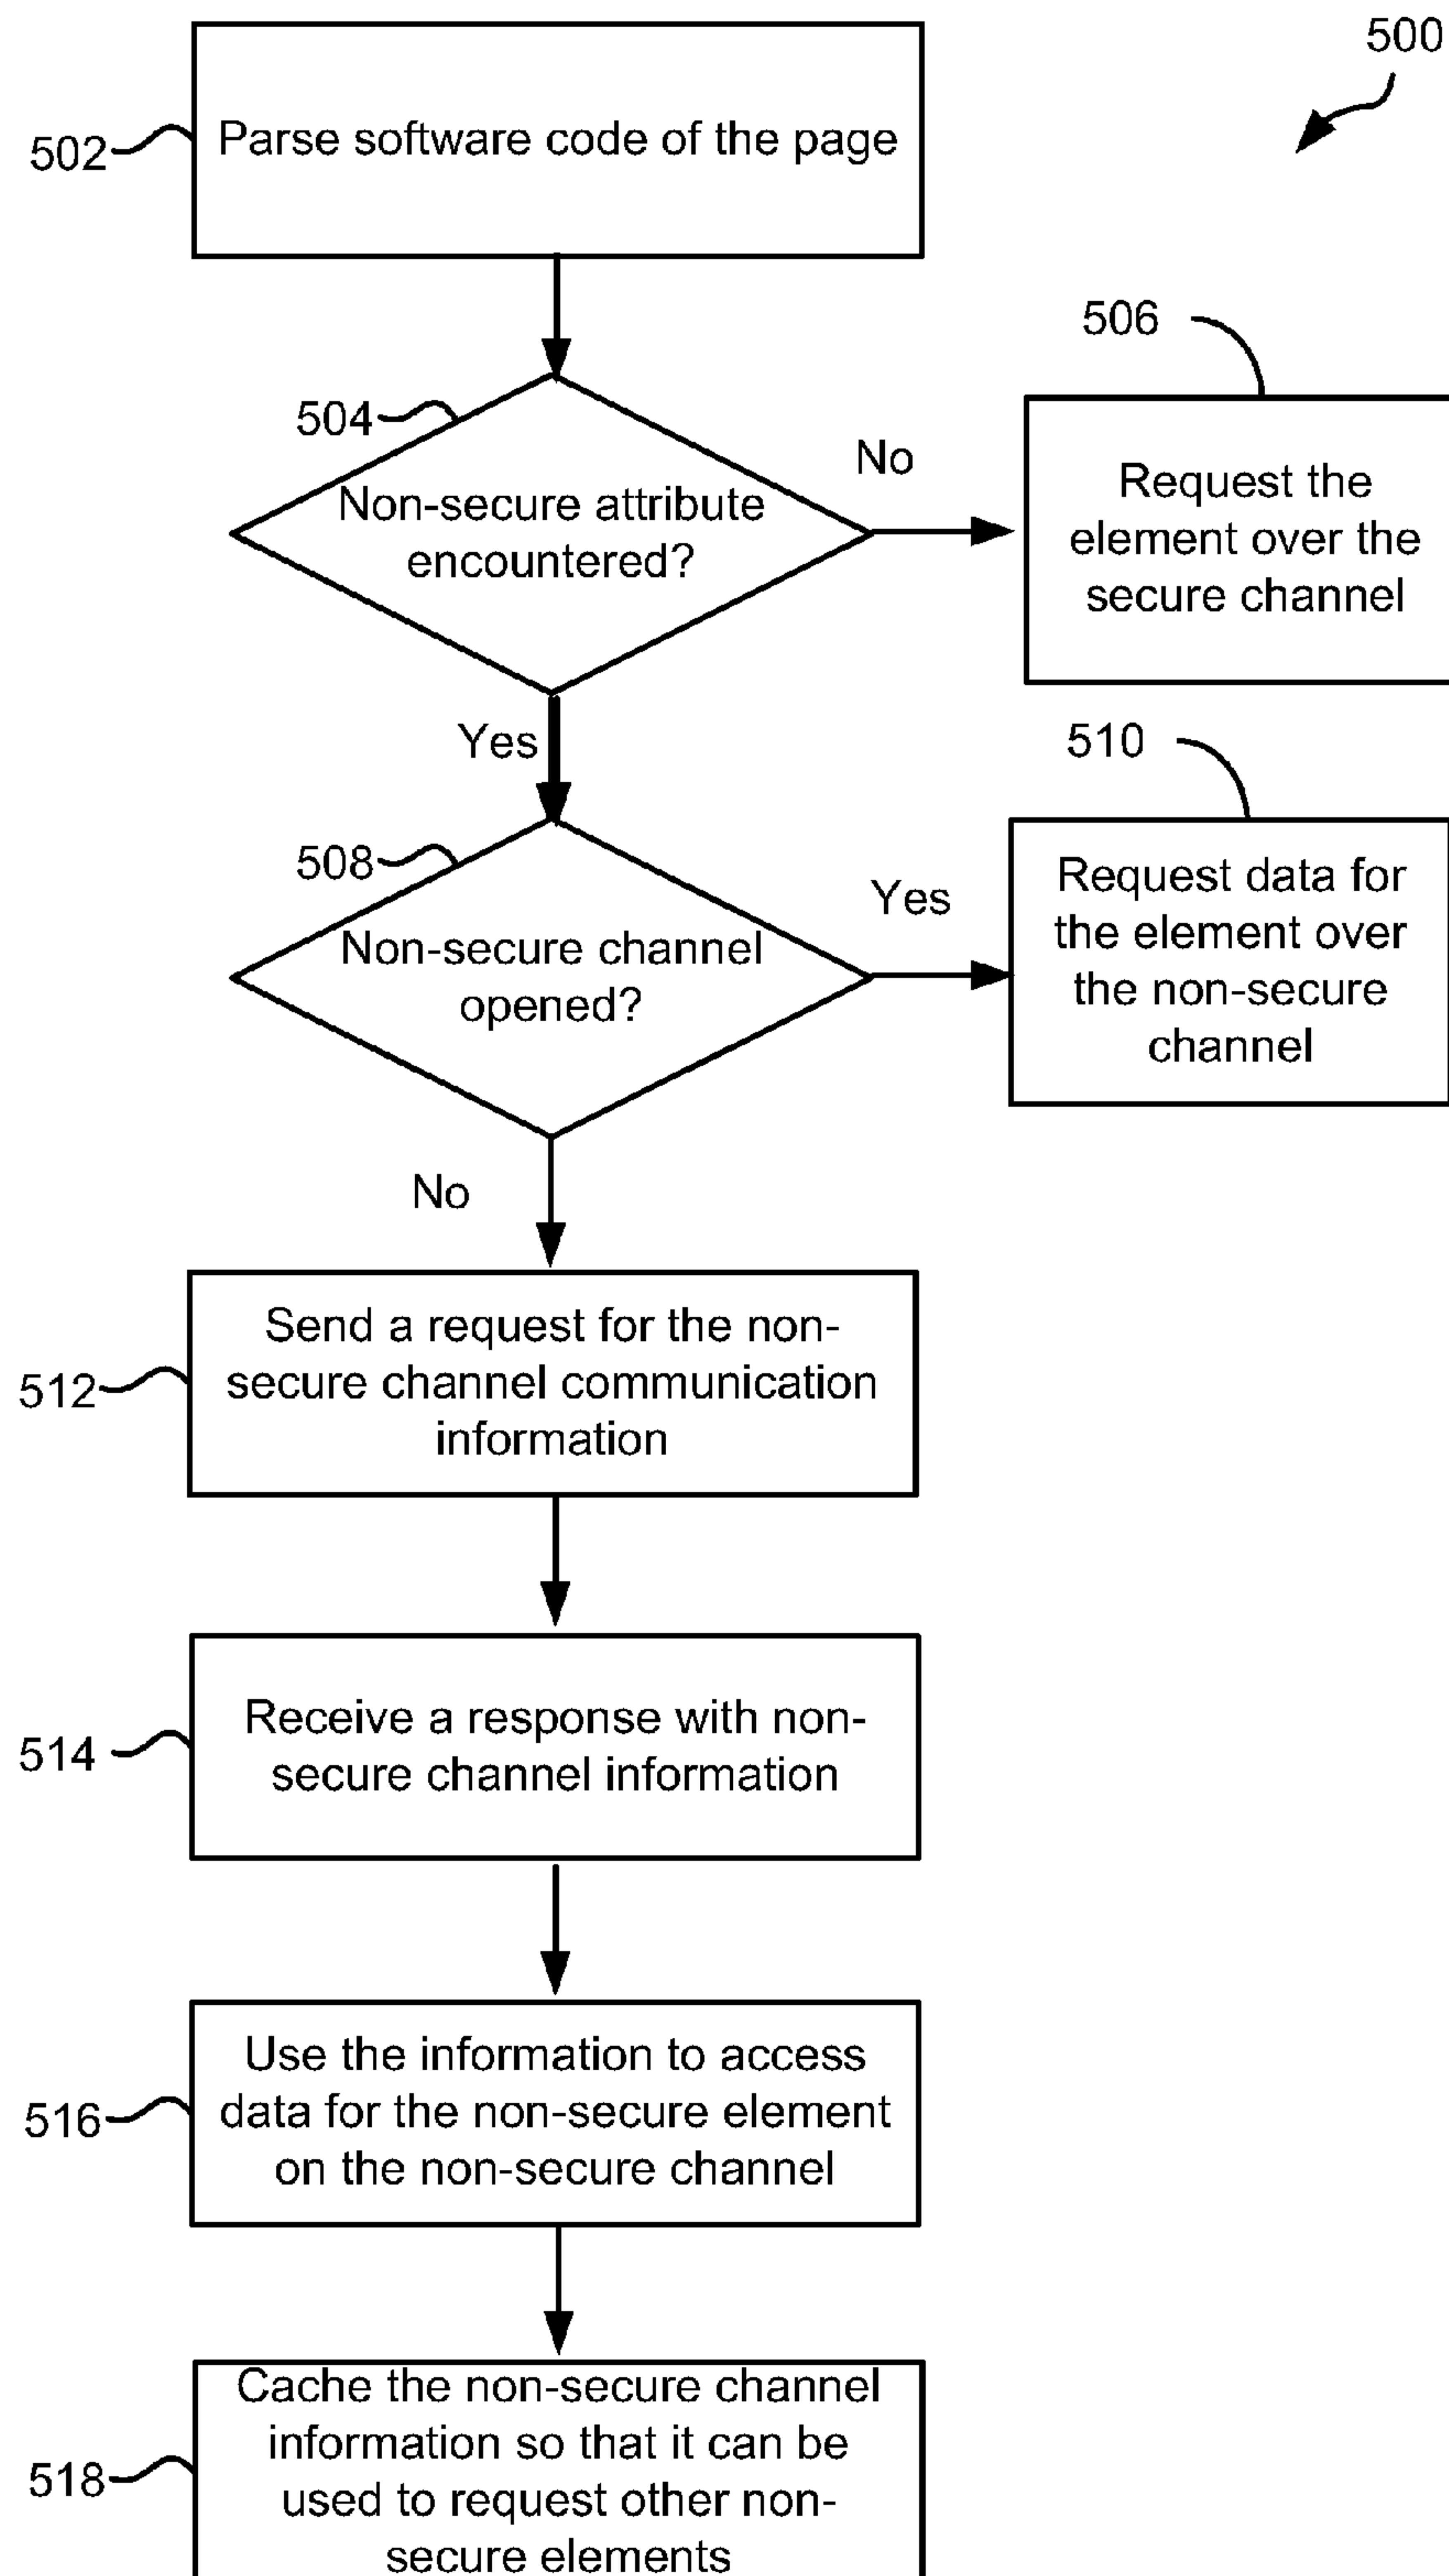 500
502
Parse software code of the page
506
504
No
Non-secure attribute
encountered?
Request the
element over the
secure channel
Yes
510
508
Yes
Non-secure channel
opened?
Request data for
the element over
the non-secure
channel
No
512
Send a request for the non-
secure channel communication
information
514
Receive a response with non-
secure channel information
516
Use the information to access
data for the non-secure element
on the non-secure channel
518
Cache the non-secure channel
information so that it can be
used to request other non-
secure elements